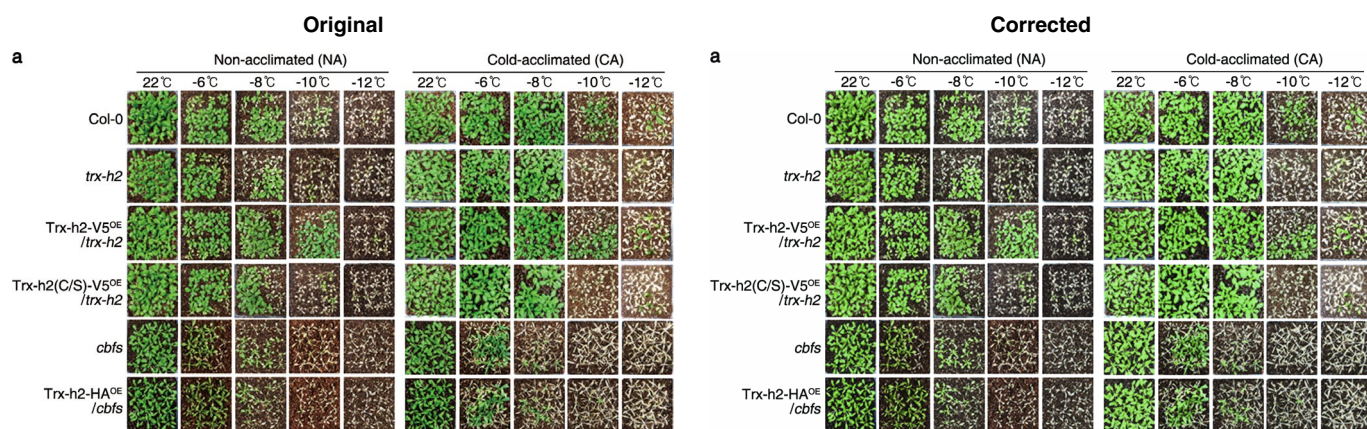 Original
a
Non-acclimated (NA)
Cold-acclimated (CA)
22℃ -6℃ -8℃ -10℃ -12℃ 22℃ -6℃ -8℃ -10℃ -12℃
Col-0
trx-h2
Trx-h2-V5OE
/trx-h2
Trx-h2(C/S)-V5OE
/trx-h2
cbfs
Trx-h2-HAOE
/cbfs
Corrected
a
Non-acclimated (NA)
Cold-acclimated (CA)
22℃ -6℃ -8℃ -10℃ -12℃ 22℃ -6℃ -8℃ -10℃ -12℃
Col-0
trx-h2
Trx-h2-V5OE
/trx-h2
Trx-h2(C/S)-V5OE
/trx-h2
cbfs
Trx-h2-HAOE
/cbfs